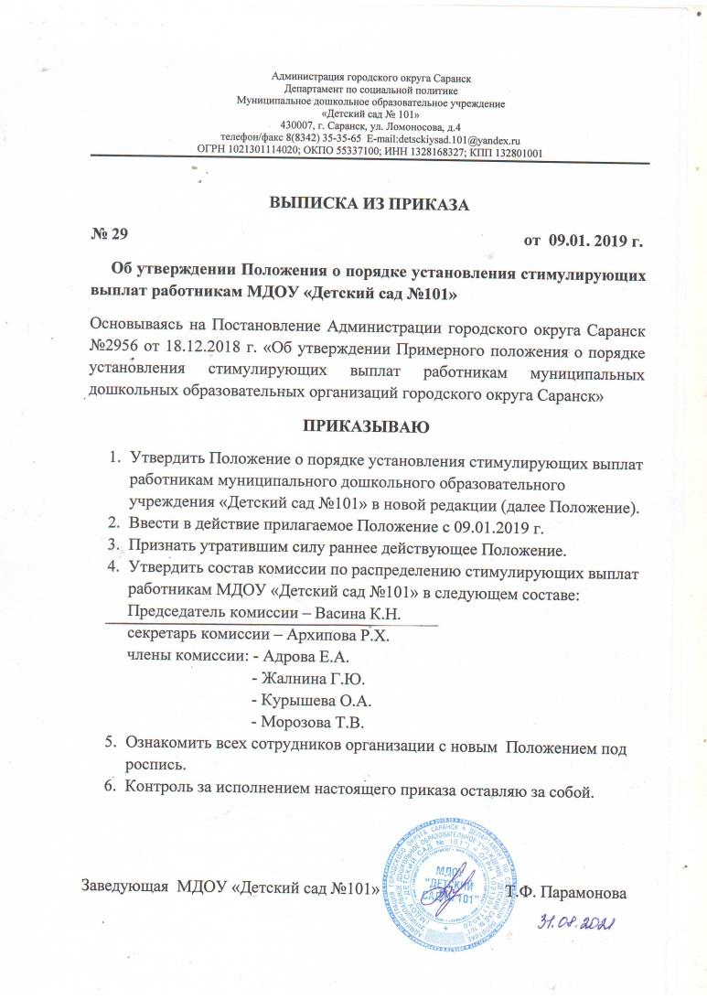 Администрация городского округа Саранск
Департамент по социальной политике
Муниципальное дошкольное образовательное учреждение
«Детский сад № 101»
430007, г. Саранск, ул. Ломоносова, д.4
телефон/факс 8(8342) 35-35-65 E-mail:detsckiysad.101@yandex.ru
ОГРН 1021301114020; ОКПО 55337100; ИНН 1328168327; КПП 132801001
ВЫПИСКА ИЗ ПРИКАЗА
№ 29
от 09.01. 2019 г.
Об утверждении Положения о порядке установления стимулирующих
выплат работникам МДОУ «Детский сад №101»
Основываясь на Постановление Администрации городского округа Саранск
№2956 от 18.12.2018 г. «Об утверждении Примерного положения о порядке
установления стимулирующих выплат работникам муниципальных
дошкольных образовательных организаций городского округа Саранск»
ПРИКАЗЫВАЮ
1. Утвердить Положение о порядке установления стимулирующих выплат
работникам муниципального дошкольного образовательного
учреждения «Детский сад №101» в новой редакции (далее Положение).
2. Ввести в действие прилагаемое Положение с 09.01.2019 г.
3. Признать утратившим силу раннее действующее Положение.
4. Утвердить состав комиссии по распределению стимулирующих выплат
работникам МДОУ «Детский сад №101» в следующем составе:
Председатель комиссии – Васина К.Н.
секретарь комиссии – Архипова Р.Х.
члены комиссии: - Адрова Е.А.
- Жалнина Г.Ю.
- Курышева О.А.
- Морозова Т.В.
5. Ознакомить всех сотрудников организации с новым Положением под
роспись.
6. Контроль за исполнением настоящего приказа оставляю за собой.
Заведующая МДОУ «Детский сад №101»
Т.Ф. Парамонова
МДОУ
"ДЕТСКИЙ
САД № 101"
31.08.2021